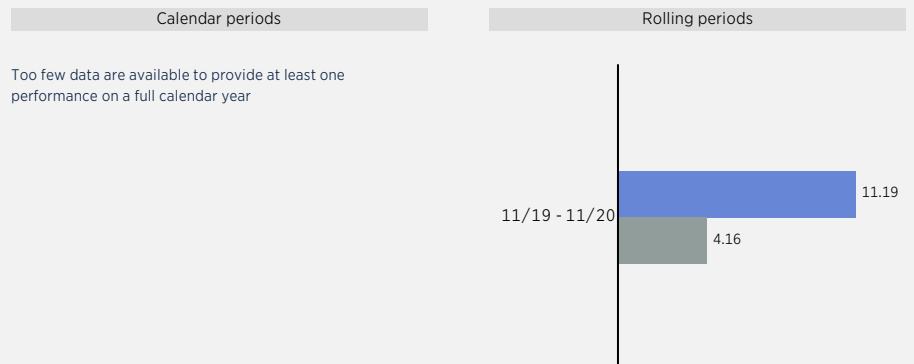 Calendar periods
Rolling periods
Too few data are available to provide at least one
performance on a full calendar year
11.19
11/19 - 11/20
4.16